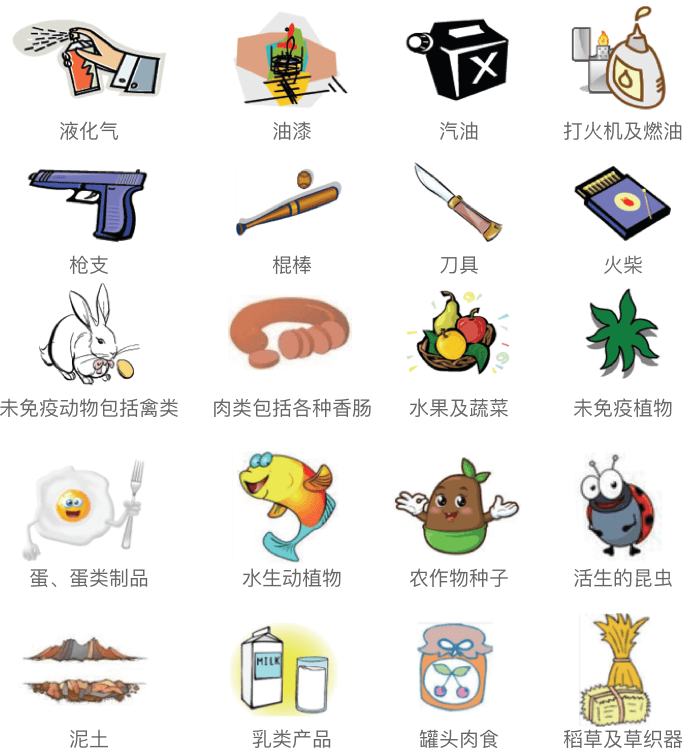 液化气
油漆
X
汽油
打火机及燃油
枪支
棍棒
刀具
火柴
未免疫动物包括禽类
肉类包括各种香肠
水果及蔬菜
未免疫植物
蛋、蛋类制品
水生动植物
农作物种子
活生的昆虫
泥土
MILK
乳类产品
罐头肉食
稻草及草织器